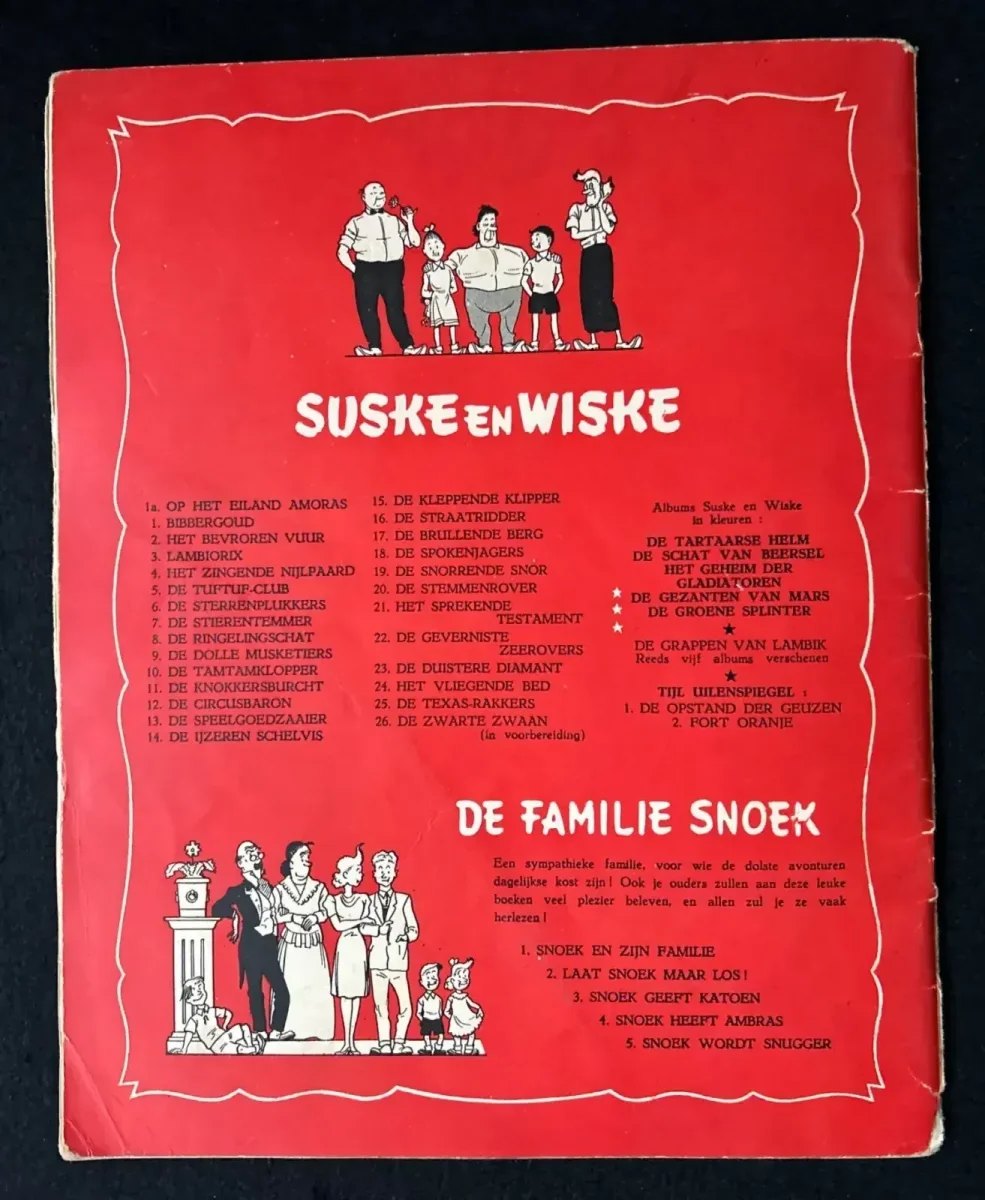 SUSKE EN WISKE
1a. OP HET EILAND AMORAS
1. BIBBERGOUD
2. HET BEVROREN VUUR
3. LAMBIORIX
4. HET ZINGENDE NIJLPAARD
5. DE TUFTUF-CLUB
6. DE STERRENPLUKKERS
7. DE STIERENTEMMER
8. DE RINGELINGSCHAT
9. DE DOLLE MUSKETIERS
10. DE TAMTAMKLOPPER
11. DE KNOKKERSBURCHT
12. DE CIRCUSBARON
13. DE SPEELGOEDZAAIER
14. DE IJZEREN SCHELVIS
15. DE KLEPPENDE KLIPPER
16. DE STRAATRIDDER
17. DE BRULLENDE BERG
18. DE SPOKENJAGERS
19. DE SNORRENDE SNOR
20. DE STEMMENROVER
21. HET SPREKENDE
TESTAMENT
22. DE GEVERNISTE
ZEEROVERS
23. DE DUISTERE DIAMANT
24. HET VLIEGENDE BED
25. DE TEXAS-RAKKERS
26. DE ZWARTE ZWAAN
(in voorbereiding)
Albums Suske en Wiske
in kleuren :
DE TARTAARSE HELM
DE SCHAT VAN BEERSEL
HET GEHEIM DER
GLADIATOREN
★ DE GEZANTEN VAN MARS
★ DE GROENE SPLINTER
★ ★
DE GRAPPEN VAN LAMBIK
Reeds vijf albums verschenen
★
TIJL UILENSPIEGEL :
1. DE OPSTAND DER GEUZEN
2. FORT ORANJE
DE FAMILIE SNOEK
Een sympathieke familie, voor wie de dolste avonturen
dagelijkse kost zijn ! Ook je ouders zullen aan deze leuke
boeken veel plezier beleven, en allen zul je ze vaak
herlezen !
1. SNOEK EN ZIJN FAMILIE
2. LAAT SNOEK MAAR LOS !
3. SNOEK GEEFT KATOEN
4. SNOEK HEEFT AMBRAS
5. SNOEK WORDT SNUGGER